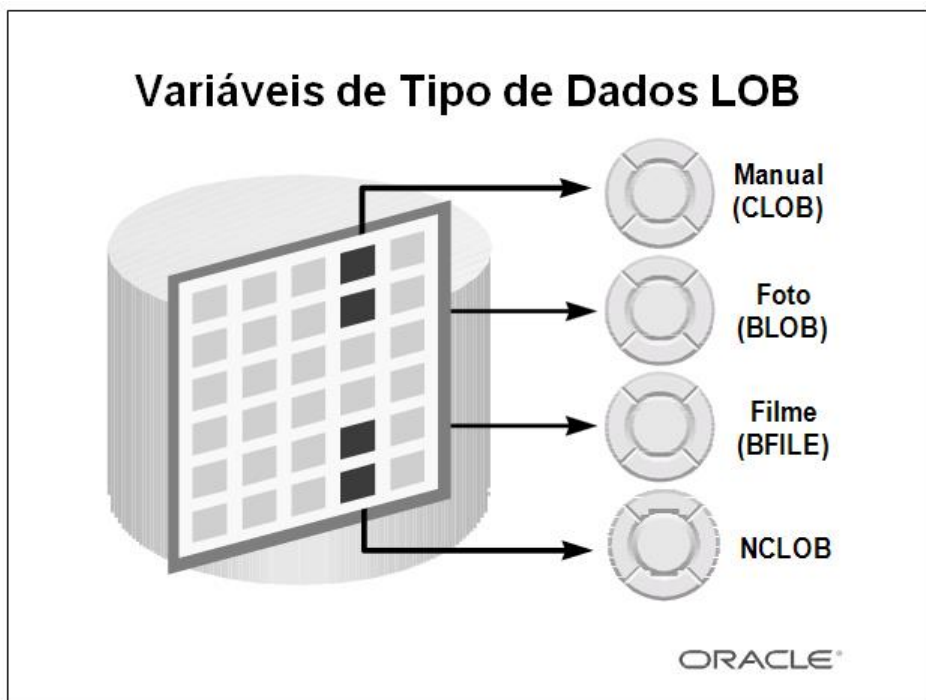 Variáveis de Tipo de Dados LOB
Manual
(CLOB)
Foto
(BLOB)
Filme
(BFILE)
NCLOB
ORACLE®